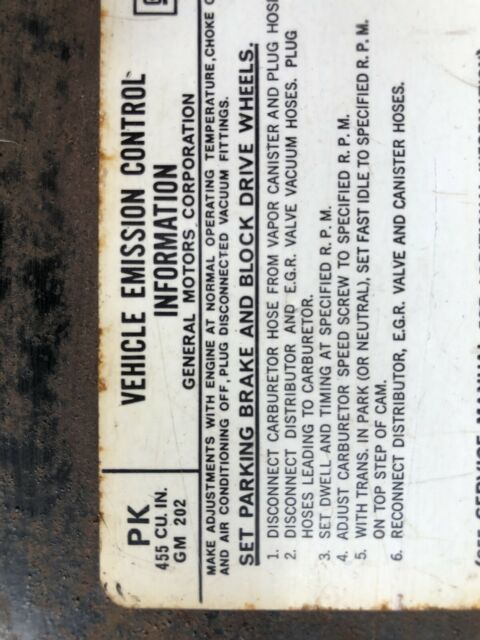 PK
455 CU. IN.
GM 202
VEHICLE EMISSION CONTROL
INFORMATION
GENERAL MOTORS CORPORATION
MAKE ADJUSTMENTS WITH ENGINE AT NORMAL OPERATING TEMPERATURE, CHOKE
AND AIR CONDITIONING OFF, PLUG DISCONNECTED VACUUM FITTINGS.
SET PARKING BRAKE AND BLOCK DRIVE WHEELS.
1. DISCONNECT CARBURETOR HOSE FROM VAPOR CANISTER AND PLUG HOSE
2. DISCONNECT DISTRIBUTOR AND E.G.R. VALVE VACUUM HOSES. PLUG
HOSES LEADING TO CARBURETOR.
3. SET DWELL AND TIMING AT SPECIFIED R.P.M.
4. ADJUST CARBURETOR SPEED SCREW TO SPECIFIED R.P.M.
5. WITH TRANS. IN PARK (OR NEUTRAL), SET FAST IDLE TO SPECIFIED R.P.M.
ON TOP STEP OF CAM.
6. RECONNECT DISTRIBUTOR, E.G.R. VALVE AND CANISTER HOSES.
SERVICE MANUAL